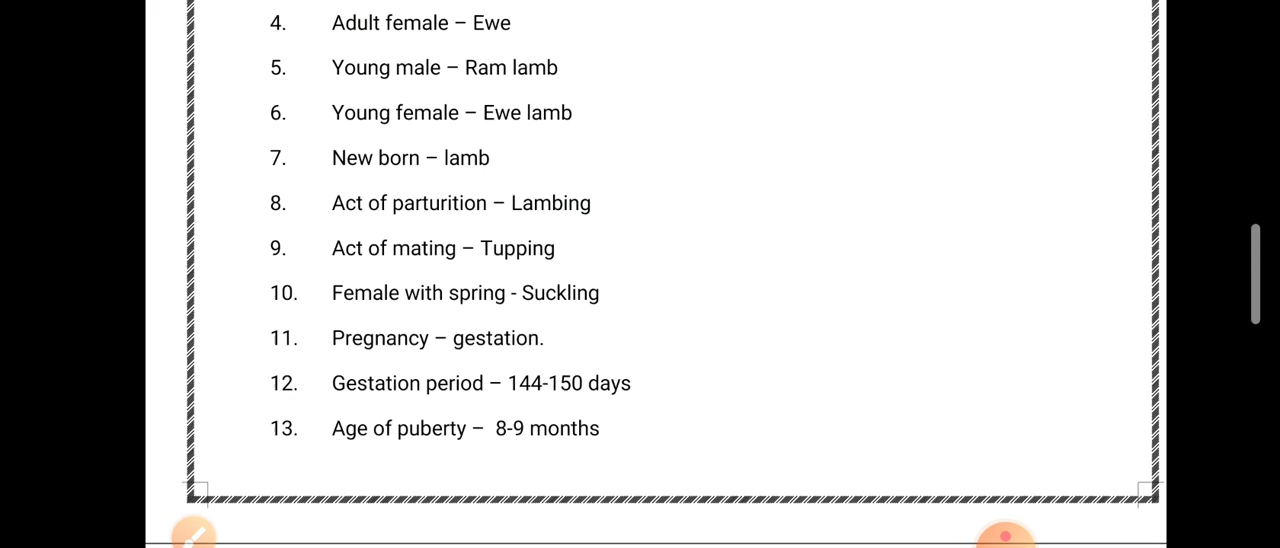 4. Adult female – Ewe
5. Young male – Ram lamb
6. Young female – Ewe lamb
7. New born – lamb
8. Act of parturition – Lambing
9. Act of mating – Tupping
10. Female with spring - Suckling
11. Pregnancy – gestation.
12. Gestation period – 144-150 days
13. Age of puberty –  8-9 months